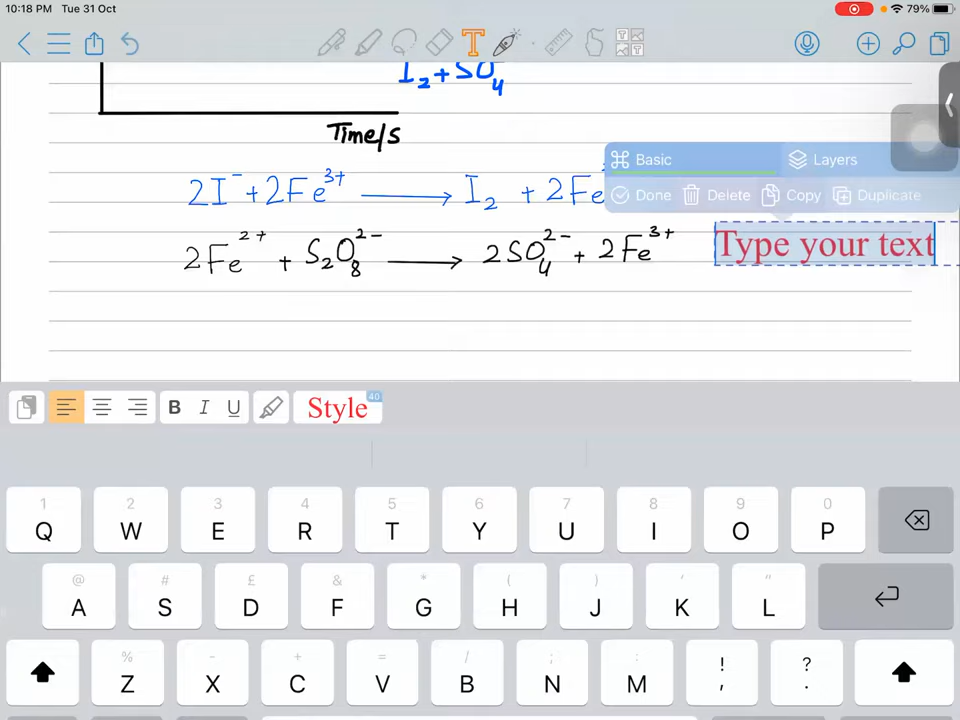 10:18 PM Tue 31 Oct
79%
T
I₂ + SO₄
Time/s
Basic
Layers
2I⁻ + 2Fe³⁺ ⟶ I₂ + 2Fe
Done
Delete
Copy
Duplicate
2Fe²⁺ + S₂O₈²⁻ ⟶ 2SO₄²⁻ + 2Fe³⁺
Type your text
B I U Style 40
1 2 3 4 5 6 7 8 9 0
Q W E R T Y U I O P
@ # £ & * ( ) ' "
A S D F G H J K L
% - + = / ; : ! ?
Z X C V B N M , .